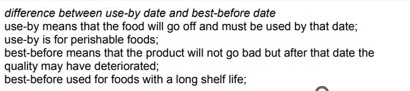 difference between use-by date and best-before date
use-by means that the food will go off and must be used by that date;
use-by is for perishable foods;
best-before means that the product will not go bad but after that date the
quality may have deteriorated;
best-before used for foods with a long shelf life;